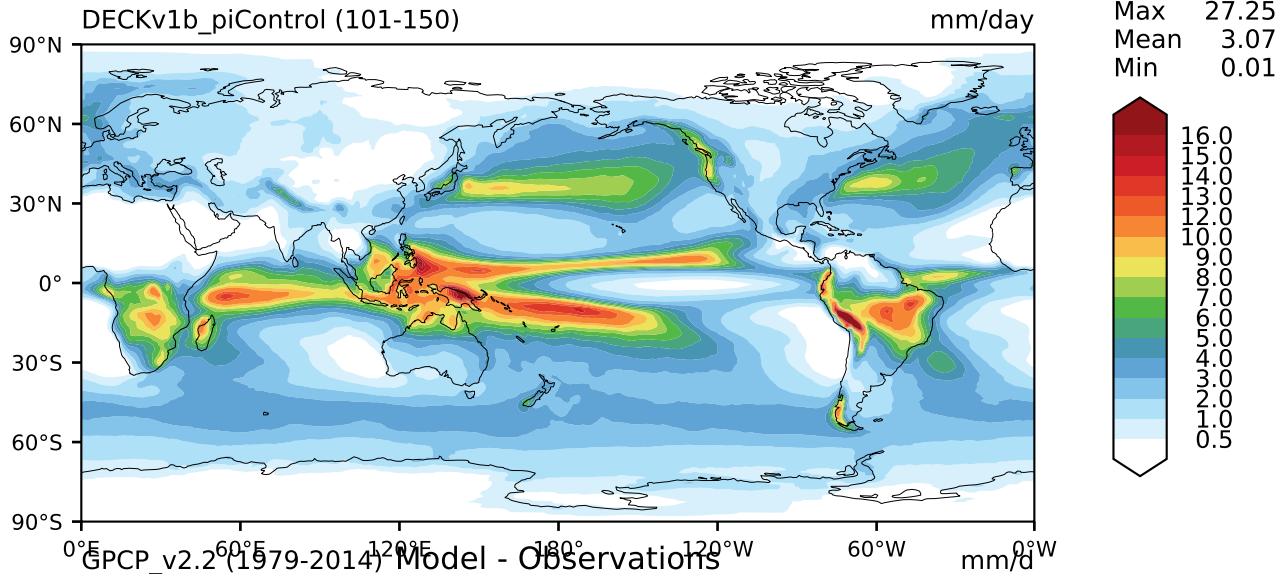 DECKv1b_piControl (101-150) mm/day
Max 27.25
Mean 3.07
Min 0.01
90°N
60°N
30°N
0°
30°S
60°S
90°S
0°E 60°E 120°E 180° 120°W 60°W 0°W
16.0
15.0
14.0
13.0
12.0
10.0
9.0
8.0
7.0
6.0
5.0
4.0
3.0
2.0
1.0
0.5
GPCP_v2.2 (1979-2014) Model - Observations mm/d